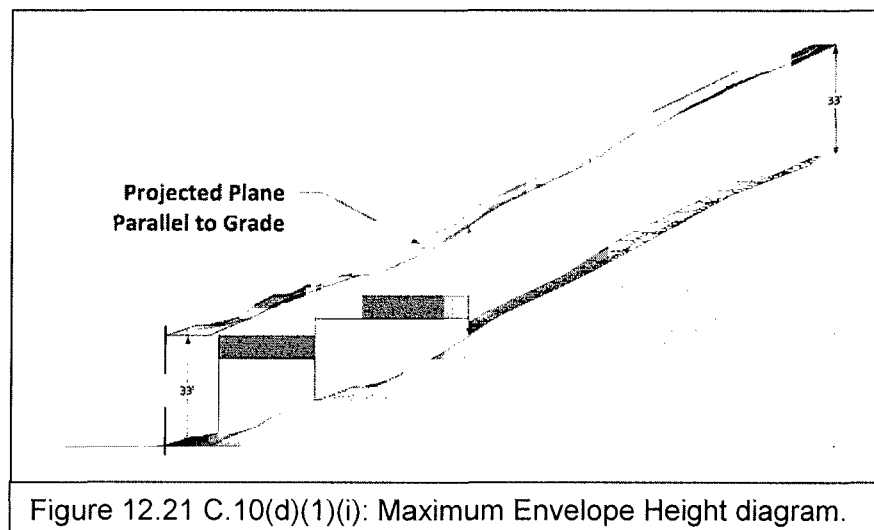 33'
Projected Plane
Parallel to Grade
33'
Figure 12.21 C.10(d)(1)(i): Maximum Envelope Height diagram.